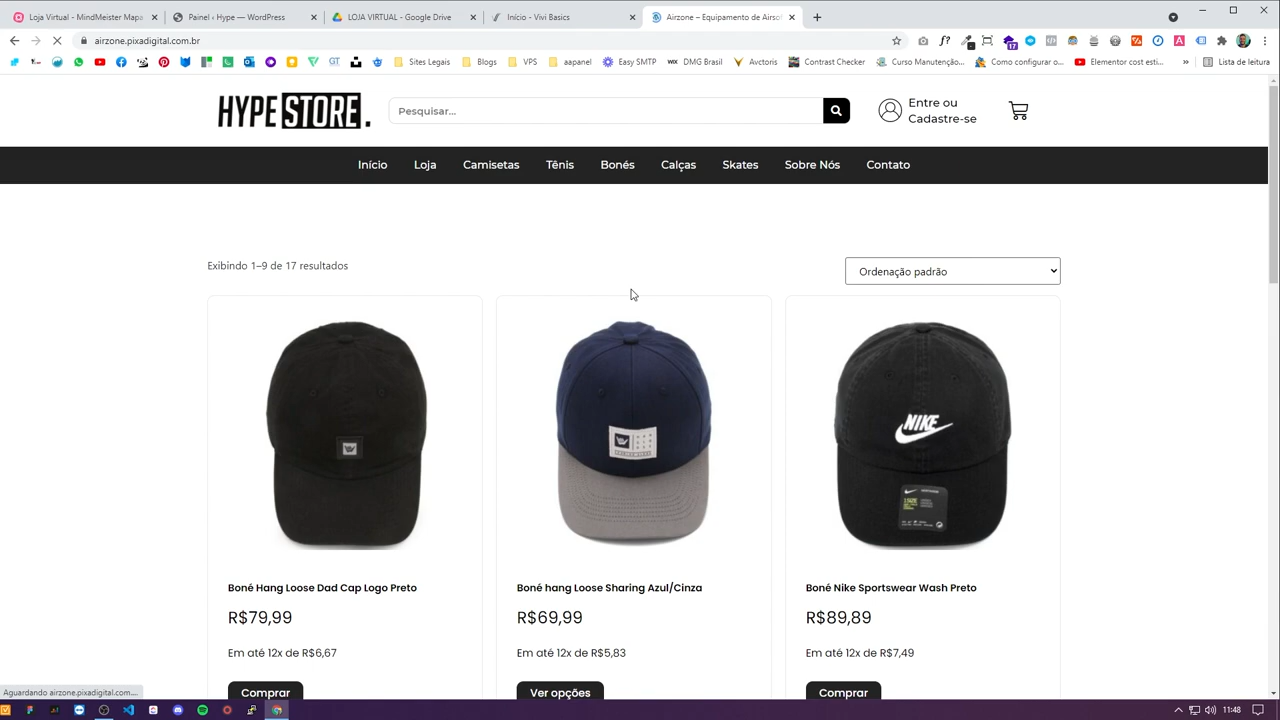 Loja Virtual - MindMeister Mapa
Painel ‹ Hype — WordPress
LOJA VIRTUAL - Google Drive
Início - Vivi Basics
Airzone – Equipamento de Airso
airzone.pixadigital.com.br
Sites Legais
Blogs
VPS
aapanel
Easy SMTP
DMG Brasil
Avctoris
Contrast Checker
Curso Manutenção...
Como configurar o...
Elementor cost esti...
Lista de leitura
HYPE STORE.
Pesquisar...
Entre ou
Cadastre-se
Início
Loja
Camisetas
Tênis
Bonés
Calças
Skates
Sobre Nós
Contato
Exibindo 1–9 de 17 resultados
Ordenação padrão
NIKE
Boné Hang Loose Dad Cap Logo Preto
Boné hang Loose Sharing Azul/Cinza
Boné Nike Sportswear Wash Preto
R$79,99
R$69,99
R$89,89
Em até 12x de R$6,67
Em até 12x de R$5,83
Em até 12x de R$7,49
Comprar
Ver opções
Comprar
Aguardando airzone.pixadigital.com....
11:48